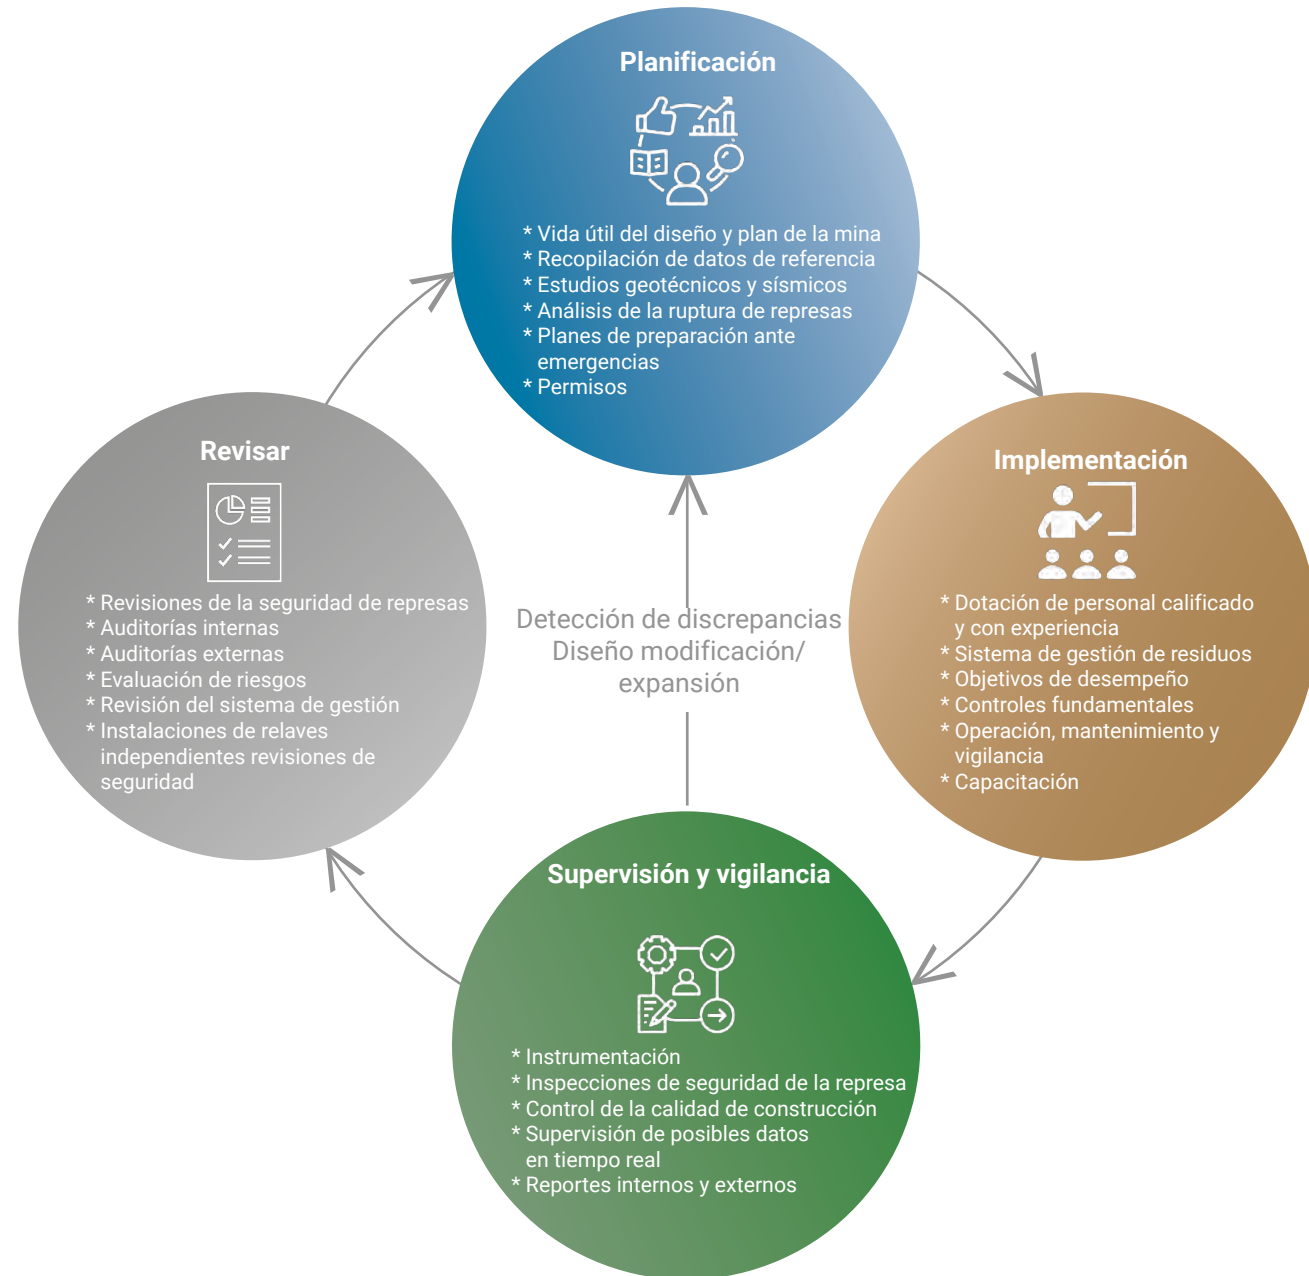 Planificación
* Vida útil del diseño y plan de la mina
* Recopilación de datos de referencia
* Estudios geotécnicos y sísmicos
* Análisis de la ruptura de represas
* Planes de preparación ante
emergencias
* Permisos
Implementación
* Dotación de personal calificado
y con experiencia
* Sistema de gestión de residuos
* Objetivos de desempeño
* Controles fundamentales
* Operación, mantenimiento y
vigilancia
* Capacitación
Supervisión y vigilancia
* Instrumentación
* Inspecciones de seguridad de la represa
* Control de la calidad de construcción
* Supervisión de posibles datos
en tiempo real
* Reportes internos y externos
Revisar
* Revisiones de la seguridad de represas
* Auditorías internas
* Auditorías externas
* Evaluación de riesgos
* Revisión del sistema de gestión
* Instalaciones de relaves
independientes revisiones de
seguridad
Detección de discrepancias
Diseño modificación/
expansión